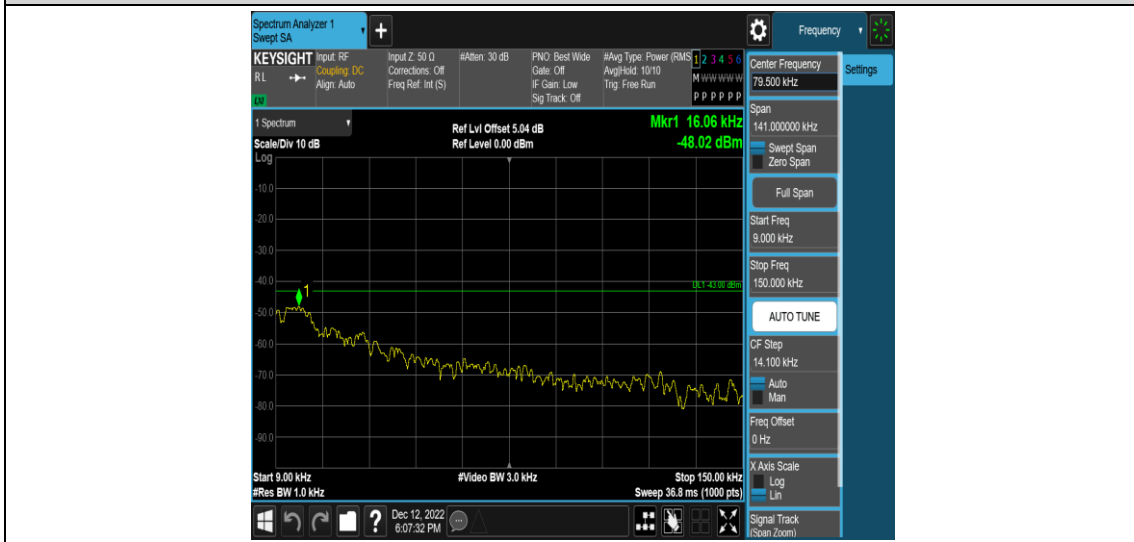 Spectrum Analyzer 1
Swept SA
+
Frequency
KEYSIGHT
RL
LXI
Input: RF
Coupling: DC
Align: Auto
Input Z: 50 Ω
Corrections: Off
Freq Ref: Int (S)
#Atten: 30 dB
PNO: Best Wide
Gate: Off
IF Gain: Low
Sig Track: Off
#Avg Type: Power (RMS
Avg|Hold: 10/10
Trig: Free Run
1 2 3 4 5 6
M W W W W W
P P P P P P
1 Spectrum
Scale/Div 10 dB
Log
Ref Lvl Offset 5.04 dB
Ref Level 0.00 dBm
Mkr1 16.06 kHz
-48.02 dBm
-10.0
-20.0
-30.0
-40.0
DL1 -43.00 dBm
1
-50.0
-60.0
-70.0
-80.0
-90.0
Start 9.00 kHz
#Res BW 1.0 kHz
#Video BW 3.0 kHz
Stop 150.00 kHz
Sweep 36.8 ms (1000 pts)
?
Dec 12, 2022
6:07:32 PM
Center Frequency
79.500 kHz
Settings
Span
141.000000 kHz
Swept Span
Zero Span
Full Span
Start Freq
9.000 kHz
Stop Freq
150.000 kHz
AUTO TUNE
CF Step
14.100 kHz
Auto
Man
Freq Offset
0 Hz
X Axis Scale
Log
Lin
Signal Track
(Span Zoom)